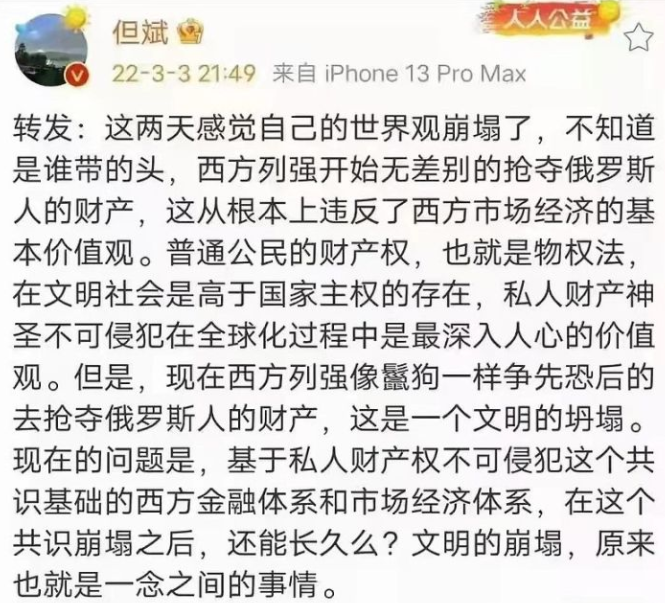 但斌
人人公益
22-3-3 21:49 来自 iPhone 13 Pro Max
转发：这两天感觉自己的世界观崩塌了，不知道
是谁带的头，西方列强开始无差别的抢夺俄罗斯
人的财产，这从根本上违反了西方市场经济的基
本价值观。普通公民的财产权，也就是物权法，
在文明社会是高于国家主权的存在，私人财产神
圣不可侵犯在全球化过程中是最深入人心的价值
观。但是，现在西方列强像鬣狗一样争先恐后的
去抢夺俄罗斯人的财产，这是一个文明的坍塌。
现在的问题是，基于私人财产权不可侵犯这个共
识基础的西方金融体系和市场经济体系，在这个
共识崩塌之后，还能长久么？文明的崩塌，原来
也就是一念之间的事情。